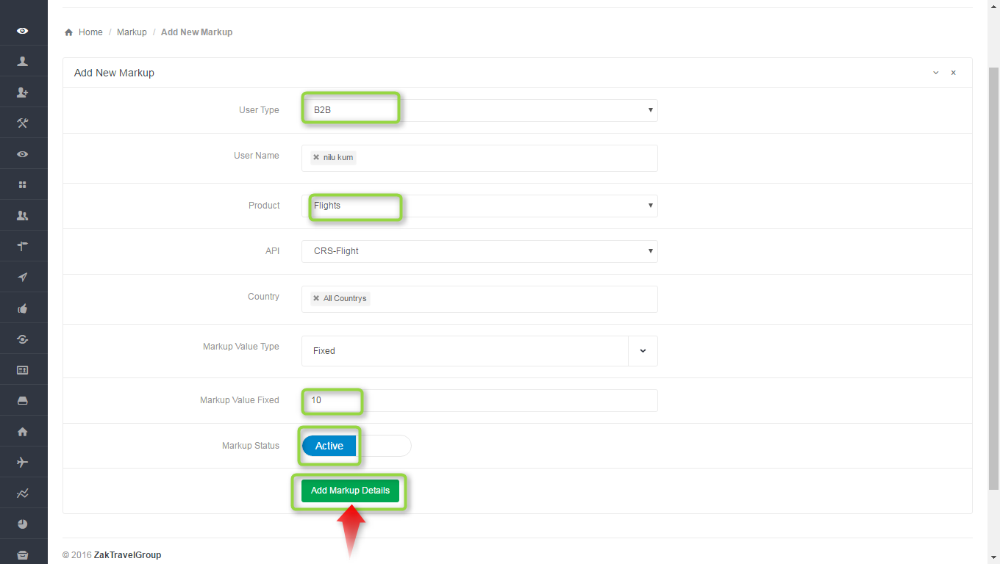 Home / Markup / Add New Markup
Add New Markup
User Type B2B
User Name × nilu kum
Product Flights
API CRS-Flight
Country × All Countrys
Markup Value Type Fixed
Markup Value Fixed 10
Markup Status Active
Add Markup Details
© 2016 ZakTravelGroup